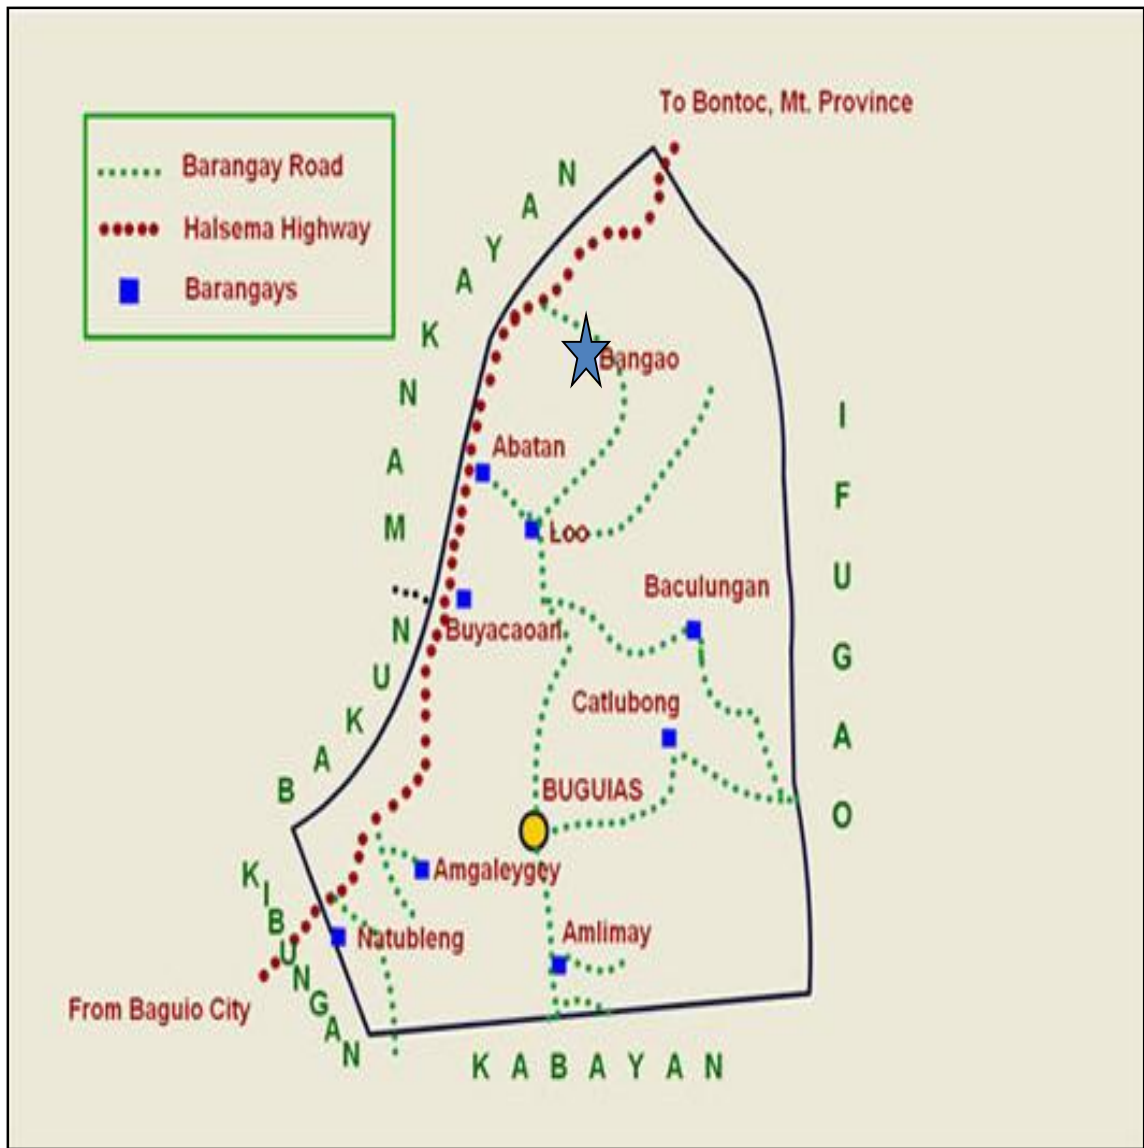 To Bontoc, Mt. Province
Barangay Road
Halsema Highway
Barangays
MANKAYAN
Bangao
Abatan
Loo
IFUGAO
Baculungan
Buyacaoan
BAKUN
Catlubong
BUGUIAS
Amgaleygey
KIBUNGAN
Natubleng
Amlimay
From Baguio City
KABAYAN